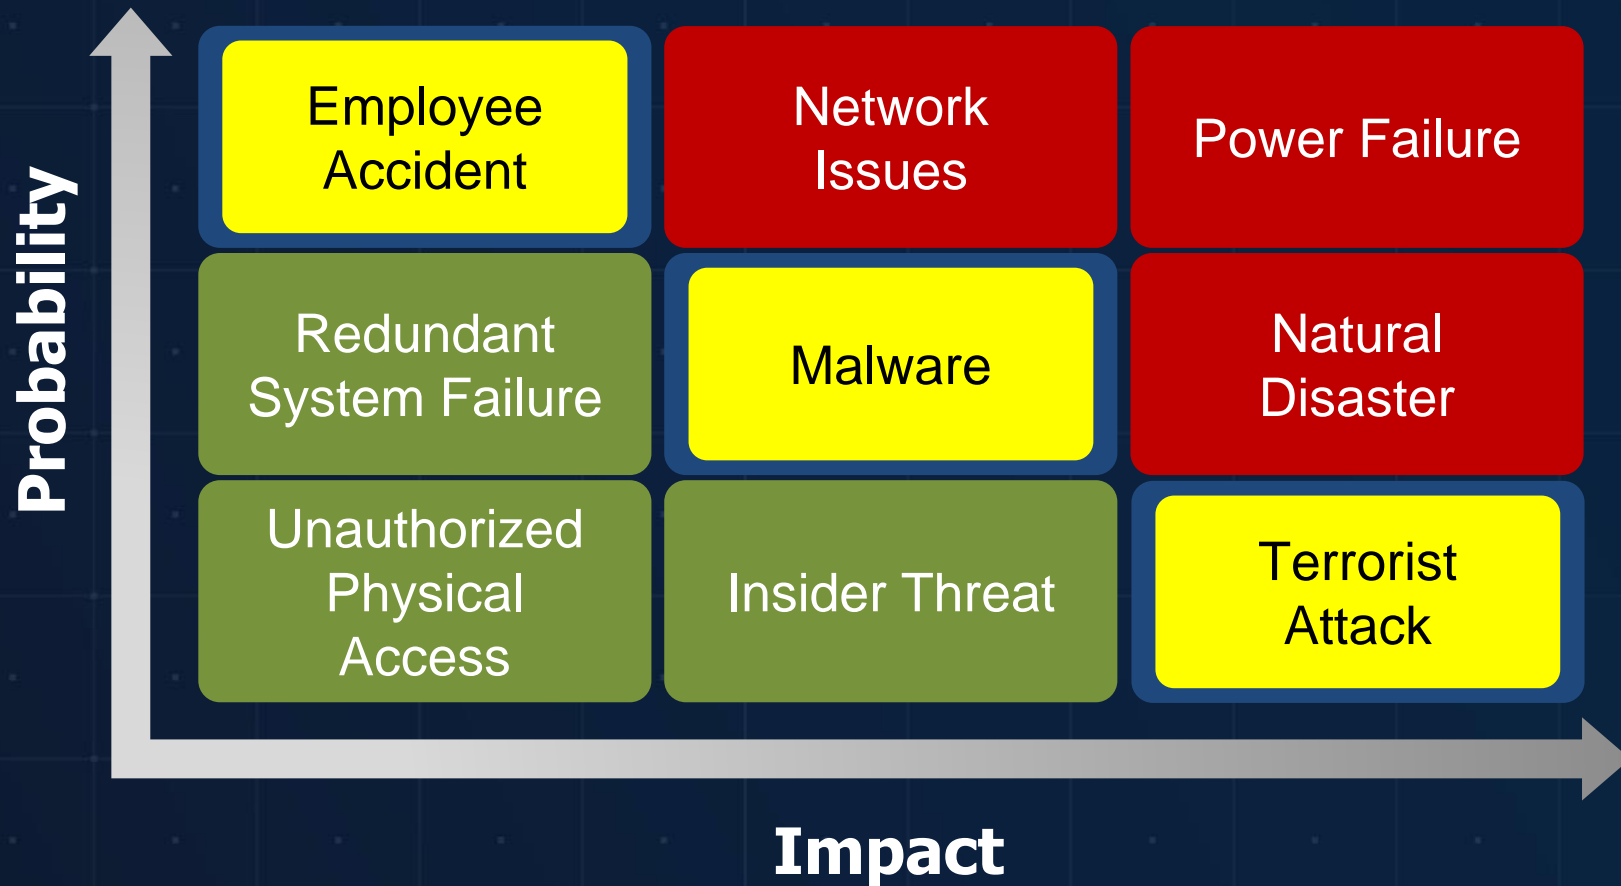 Probability
Employee
Accident
Network
Issues
Power Failure
Redundant
System Failure
Malware
Natural
Disaster
Unauthorized
Physical
Access
Insider Threat
Terrorist
Attack
Impact